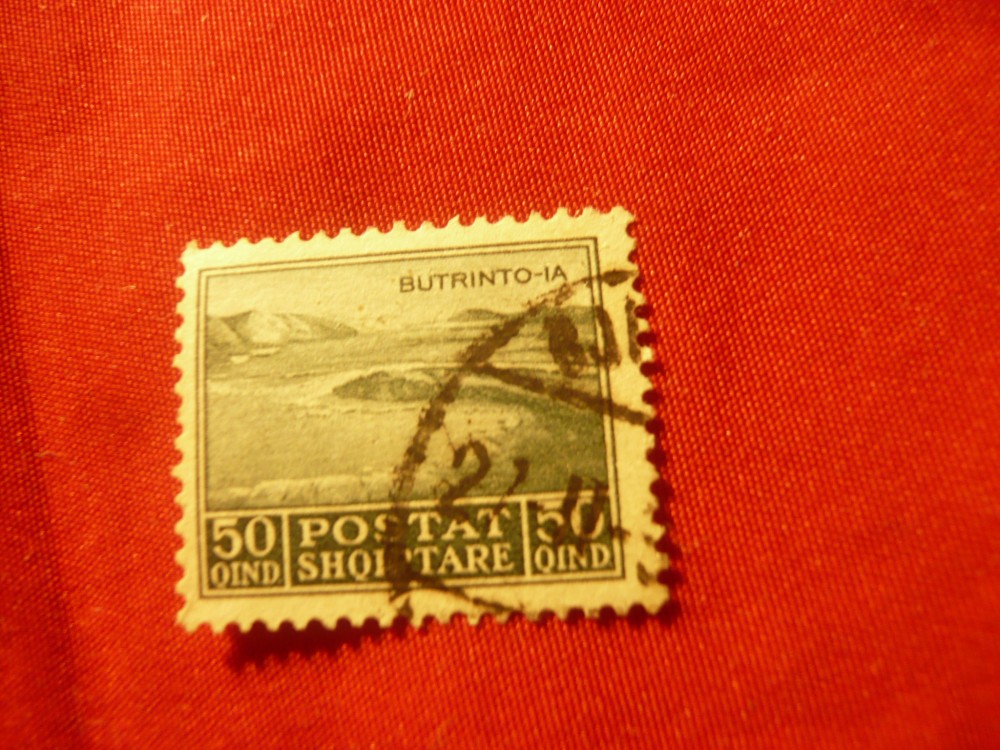 BUTRINTO-IA
50 POSTAT 50
QIND SHQIPTARE QIND